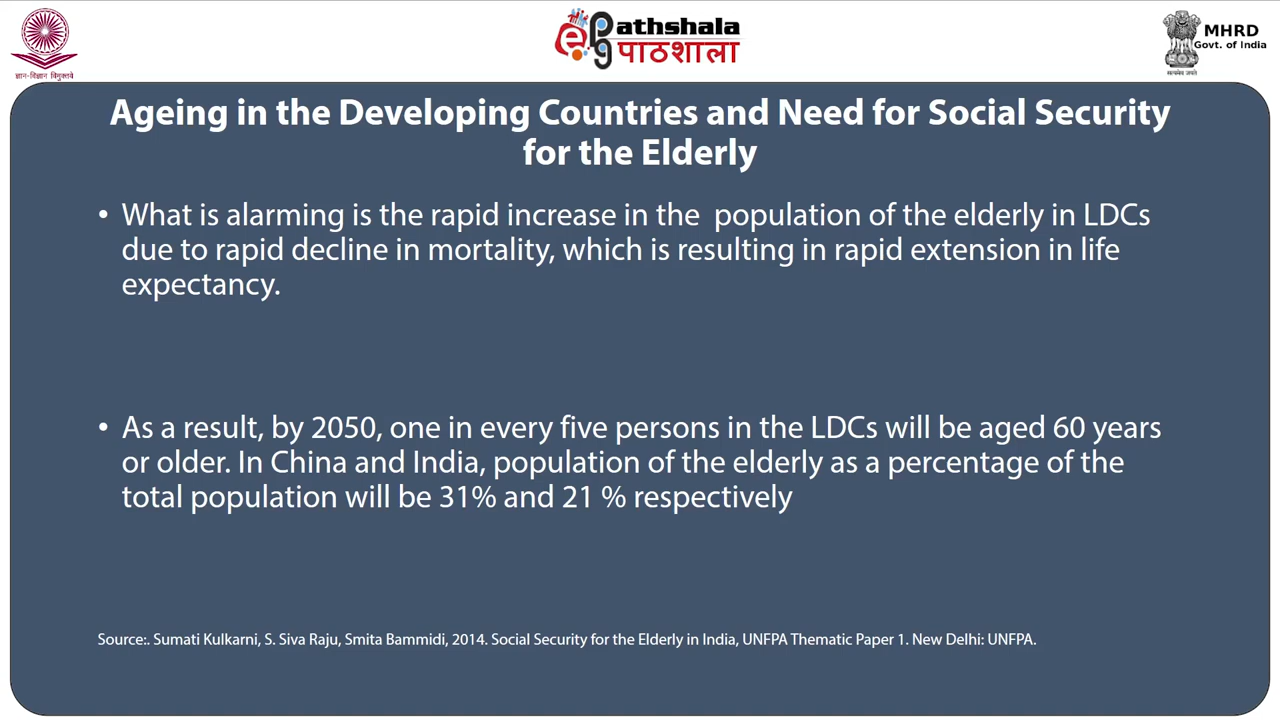 ज्ञान-विज्ञान विमुक्तये
ePathshala
पाठशाला
MHRD
Govt. of India
सत्यमेव जयते
Ageing in the Developing Countries and Need for Social Security
for the Elderly
• What is alarming is the rapid increase in the population of the elderly in LDCs
due to rapid decline in mortality, which is resulting in rapid extension in life
expectancy.
• As a result, by 2050, one in every five persons in the LDCs will be aged 60 years
or older. In China and India, population of the elderly as a percentage of the
total population will be 31% and 21 % respectively
Source:. Sumati Kulkarni, S. Siva Raju, Smita Bammidi, 2014. Social Security for the Elderly in India, UNFPA Thematic Paper 1. New Delhi: UNFPA.